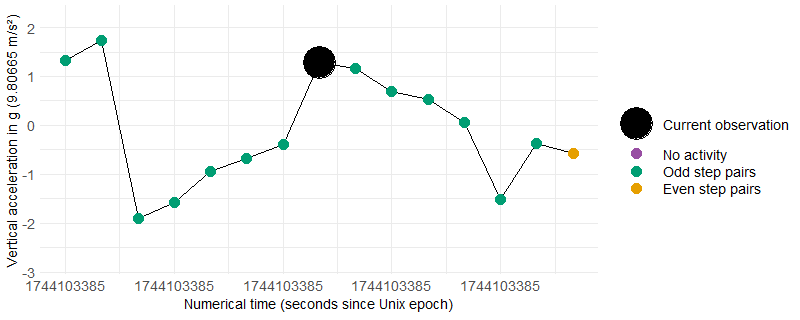 Vertical acceleration in g (9.80665 m/s²)
2
1
0
-1
-2
-3
1744103385 1744103385 1744103385 1744103385 1744103385
Numerical time (seconds since Unix epoch)
Current observation
No activity
Odd step pairs
Even step pairs